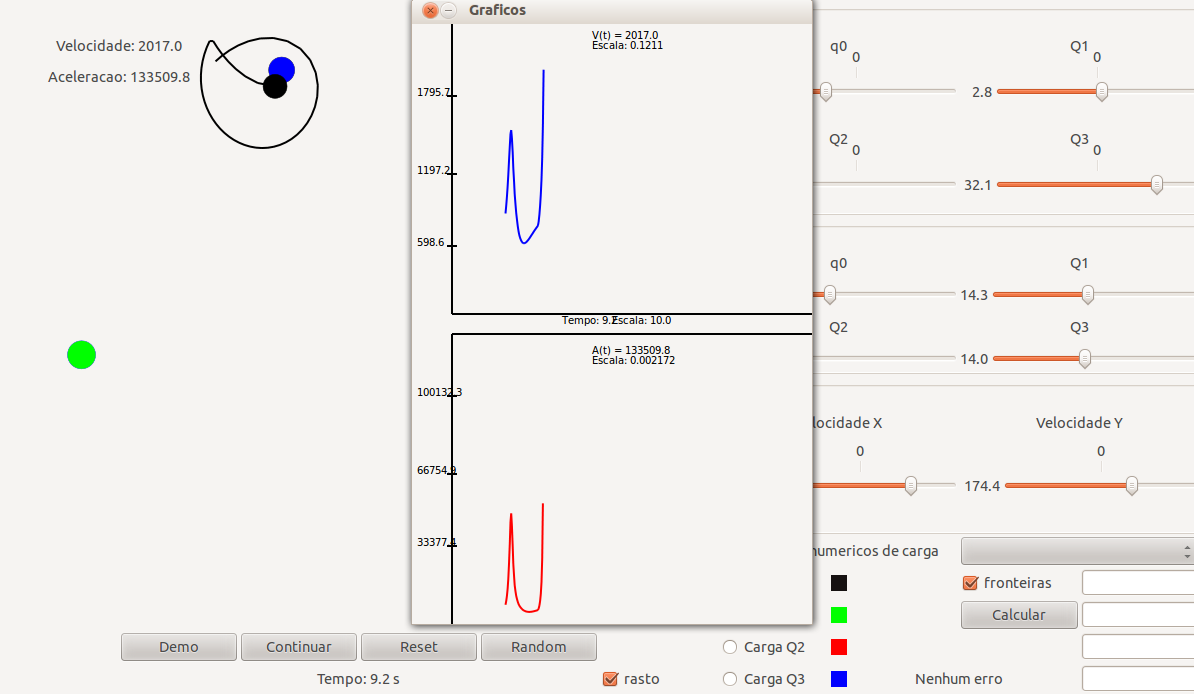 Graficos
Velocidade: 2017.0
Aceleracao: 133509.8
V(t) = 2017.0
Escala: 0.1211
1795.7
1197.2
598.6
Tempo: 9.2
Escala: 10.0
A(t) = 133509.8
Escala: 0.002172
100132.3
66754.9
33377.4
q0
0
Q1
0
2.8
Q2
0
Q3
0
32.1
q0
Q1
14.3
Q2
Q3
14.0
locidade X
Velocidade Y
0
0
174.4
numericos de carga
fronteiras
Calcular
Demo
Continuar
Reset
Random
Carga Q2
Tempo: 9.2 s
rasto
Carga Q3
Nenhum erro